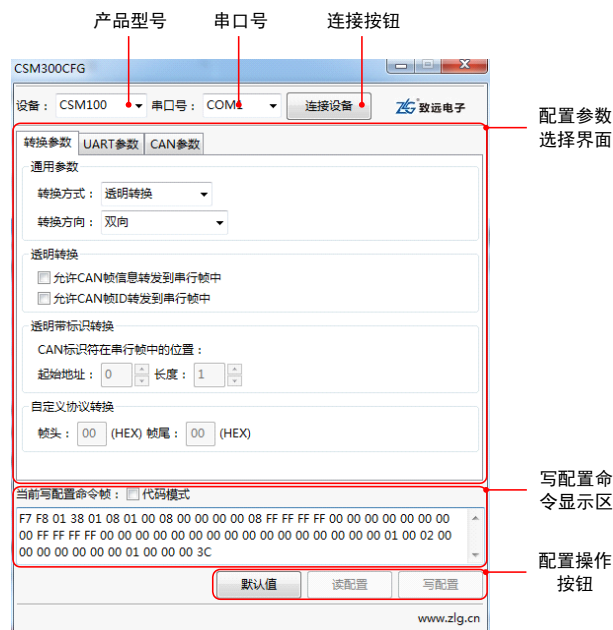 产品型号 串口号 连接按钮
CSM300CFG
设备： CSM100 串口号： COM1 连接设备 ZLG 致远电子
配置参数
选择界面
转换参数 UART参数 CAN参数
通用参数
转换方式： 透明转换
转换方向： 双向
透明转换
允许CAN帧信息转发到串行帧中
允许CAN帧ID转发到串行帧中
透明带标识转换
CAN标识符在串行帧中的位置：
起始地址： 0 长度： 1
自定义协议转换
帧头： 00 (HEX) 帧尾： 00 (HEX)
写配置命
令显示区
当前写配置命令帧： 代码模式
F7 F8 01 38 01 08 01 00 08 00 00 00 00 08 FF FF FF FF 00 00 00 00 00 00 00
00 FF FF FF FF 00 00 00 00 00 00 00 00 00 00 00 00 00 00 00 00 01 00 02 00
00 00 00 00 00 00 01 00 00 00 3C
配置操作
按钮
默认值 读配置 写配置
www.zlg.cn